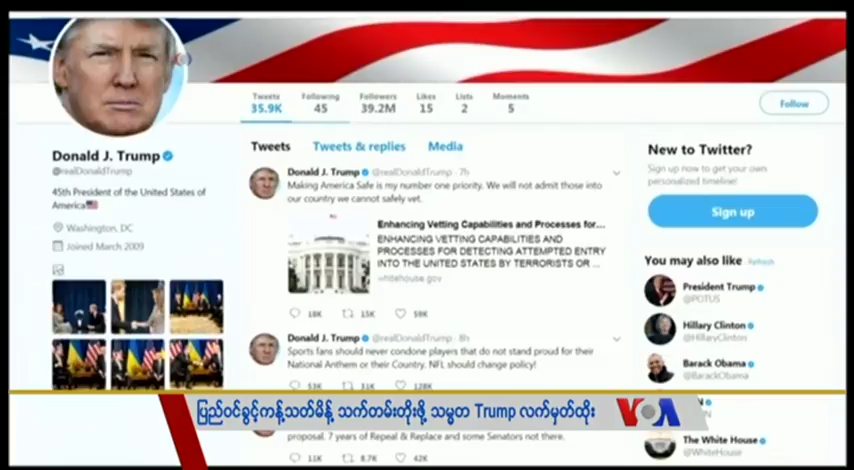 Tweets Following Followers Likes Lists Moments
35.9K 45 39.2M 15 2 5
Follow
Donald J. Trump
@realDonaldTrump
45th President of the United States of
America
Washington, DC
Joined March 2009
Tweets Tweets & replies Media
Donald J. Trump @realDonaldTrump · 7h
Making America Safe is my number one priority. We will not admit those into
our country we cannot safely vet.
Enhancing Vetting Capabilities and Processes for...
ENHANCING VETTING CAPABILITIES AND
PROCESSES FOR DETECTING ATTEMPTED ENTRY
INTO THE UNITED STATES BY TERRORISTS OR ...
whitehouse.gov
18K 15K 59K
Donald J. Trump @realDonaldTrump · 8h
Sports fans should never condone players that do not stand proud for their
National Anthem or their Country. NFL should change policy!
53K 31K 128K
proposal. 7 years of Repeal & Replace and some Senators not there.
11K 8.7K 42K
New to Twitter?
Sign up now to get your own
personalized timeline!
Sign up
You may also like Refresh
President Trump
@POTUS
Hillary Clinton
@HillaryClinton
Barack Obama
@BarackObama
The White House
@WhiteHouse
ပြည်ဝင်ခွင့်ကန့်သတ်မိန့် သက်တမ်းတိုးဖို့ သမ္မတ Trump လက်မှတ်ထိုး
VOA